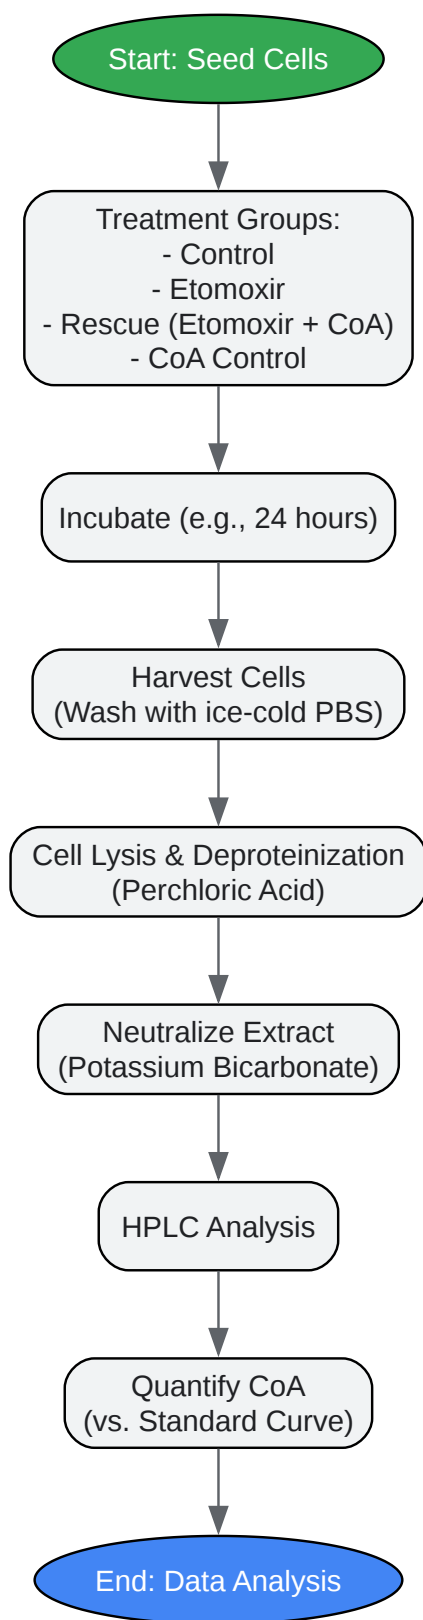 Start: Seed Cells
Treatment Groups:
- Control
- Etomoxir
- Rescue (Etomoxir + CoA)
- CoA Control
Incubate (e.g., 24 hours)
Harvest Cells
(Wash with ice-cold PBS)
Cell Lysis & Deproteinization
(Perchloric Acid)
Neutralize Extract
(Potassium Bicarbonate)
HPLC Analysis
Quantify CoA
(vs. Standard Curve)
End: Data Analysis